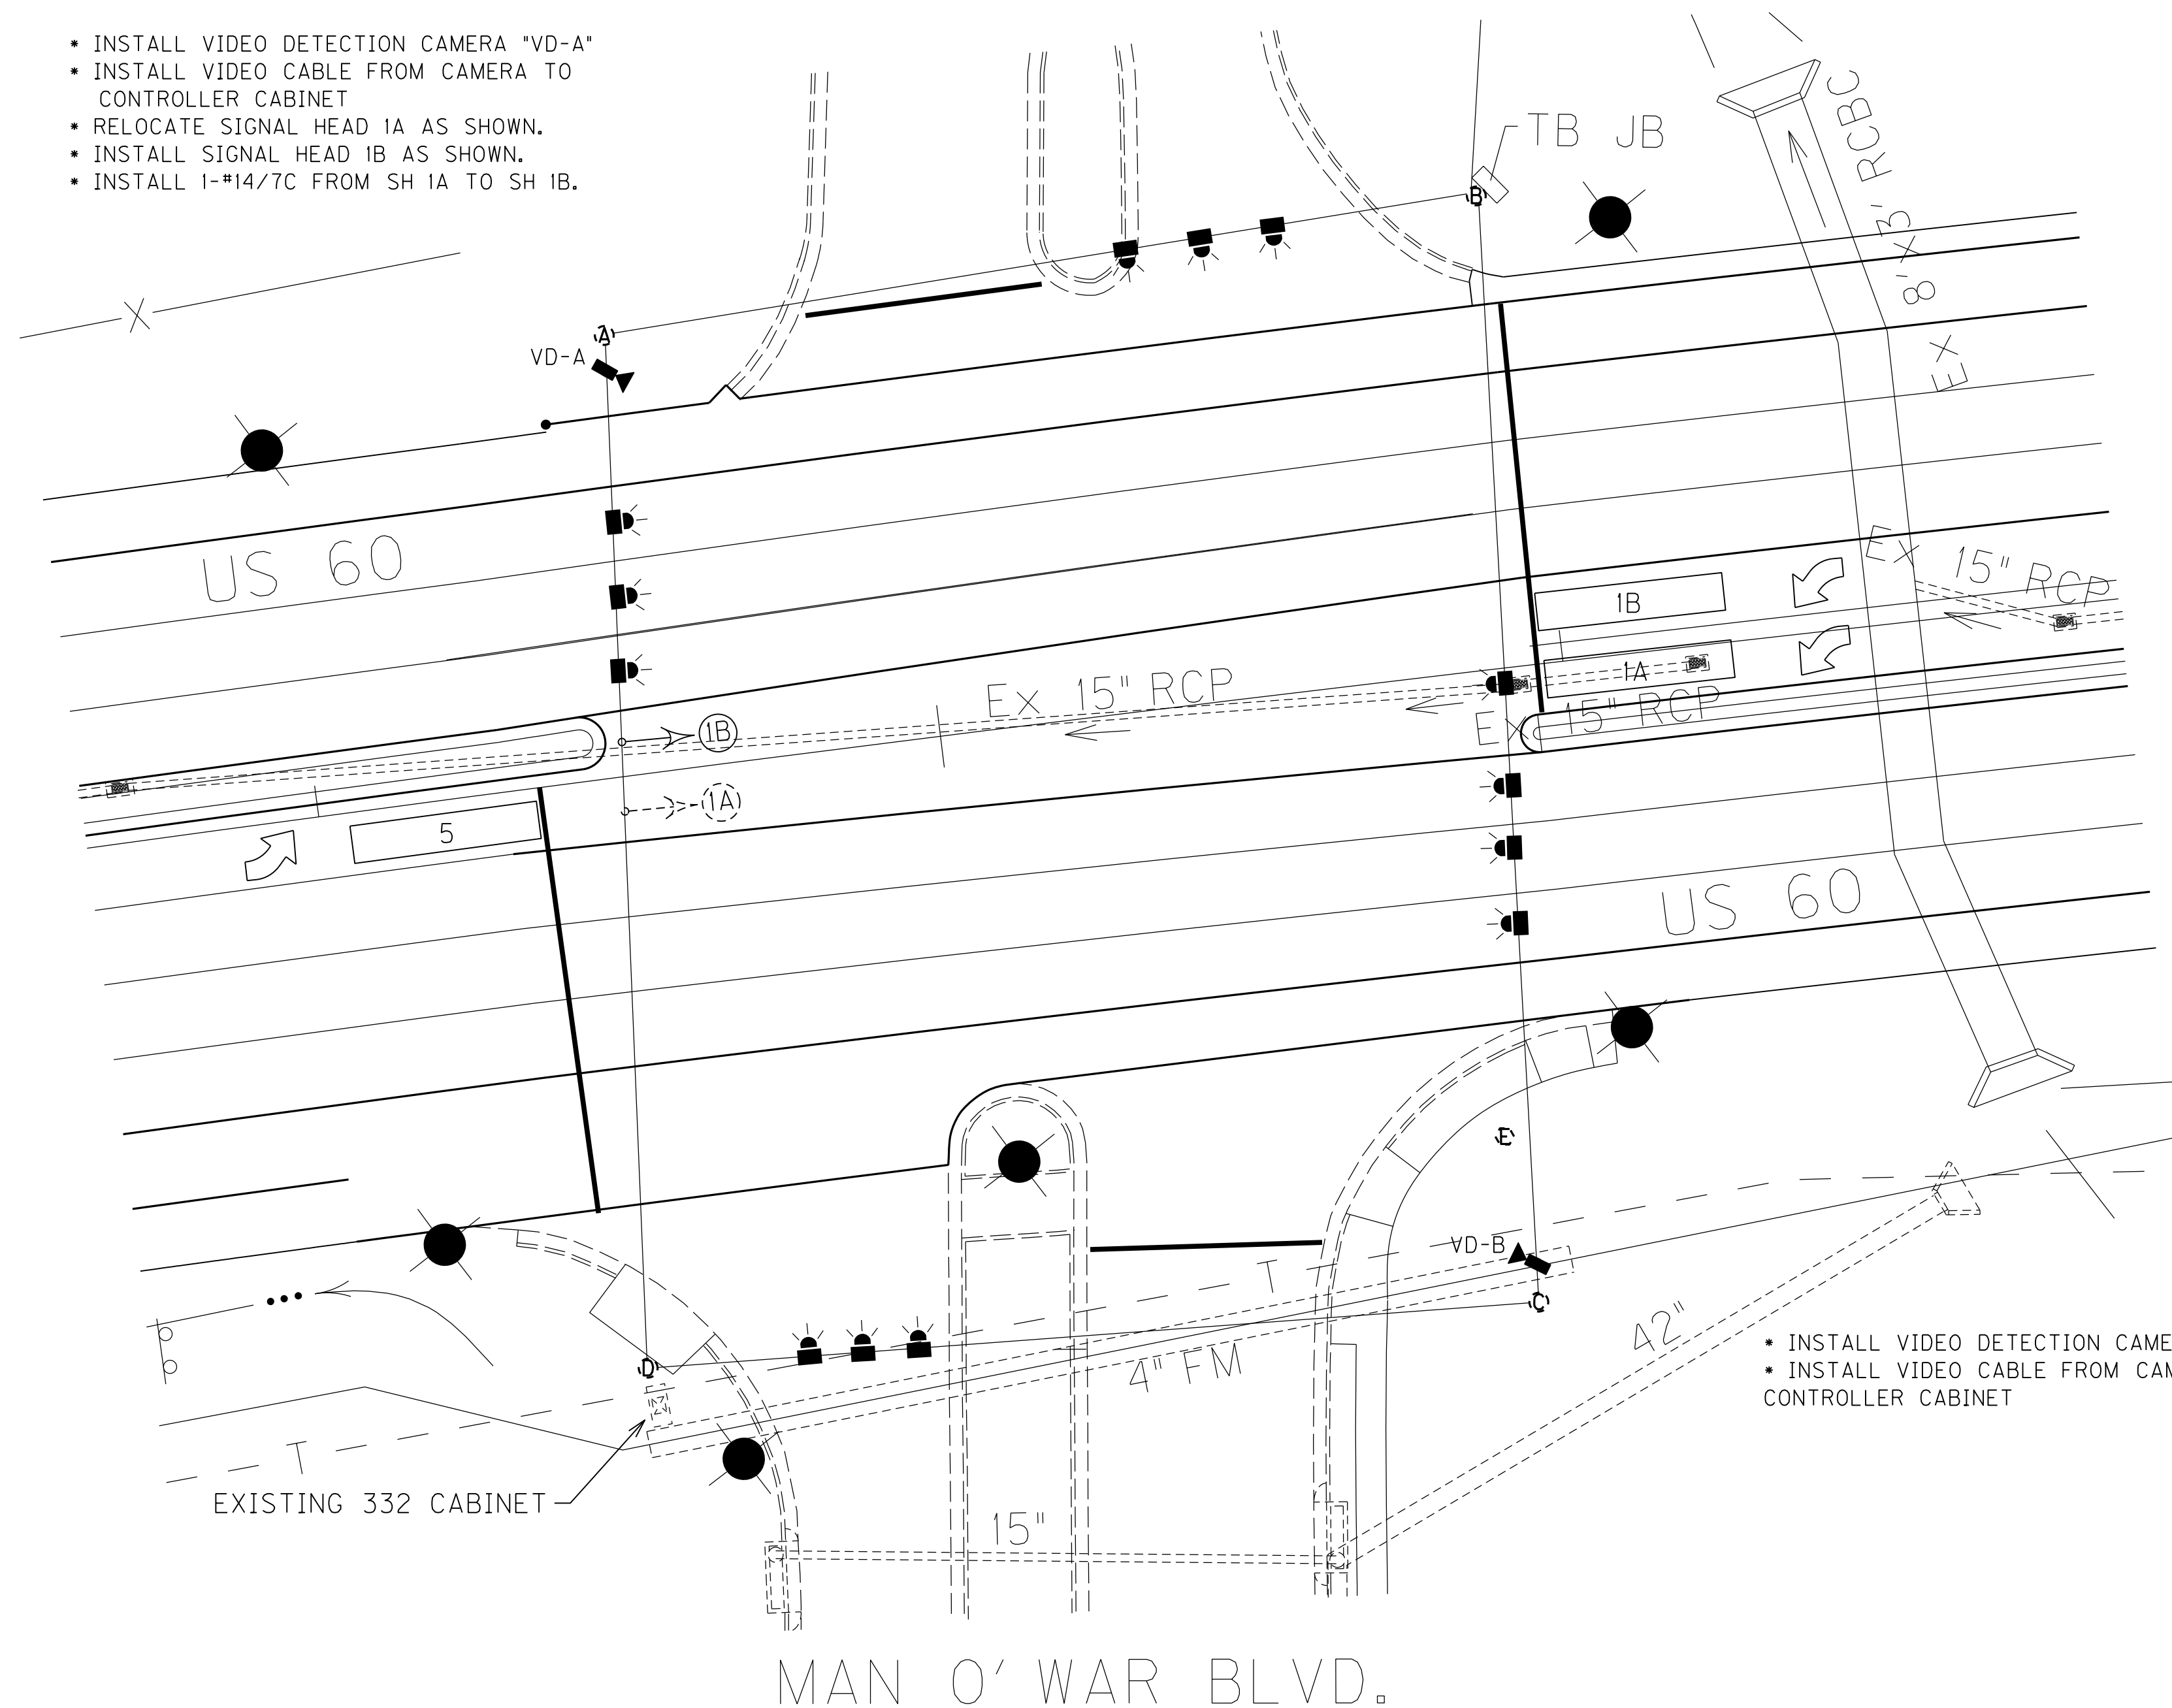 * INSTALL VIDEO DETECTION CAMERA "VD-A"
* INSTALL VIDEO CABLE FROM CAMERA TO
CONTROLLER CABINET
* RELOCATE SIGNAL HEAD 1A AS SHOWN.
* INSTALL SIGNAL HEAD 1B AS SHOWN.
* INSTALL 1-#14/7C FROM SH 1A TO SH 1B.
TB JB
B
EX 8' X 3' RCBC
X
A
VD-A
US 60
EX 15" RCP
1B
1A
EX 15" RCP
EX 15" RCP
1B
1A
5
US 60
E
VD-B
C
D
T
4" FM
42"
* INSTALL VIDEO DETECTION CAME
* INSTALL VIDEO CABLE FROM CAM
CONTROLLER CABINET
T
EXISTING 332 CABINET
15"
MAN O' WAR BLVD.